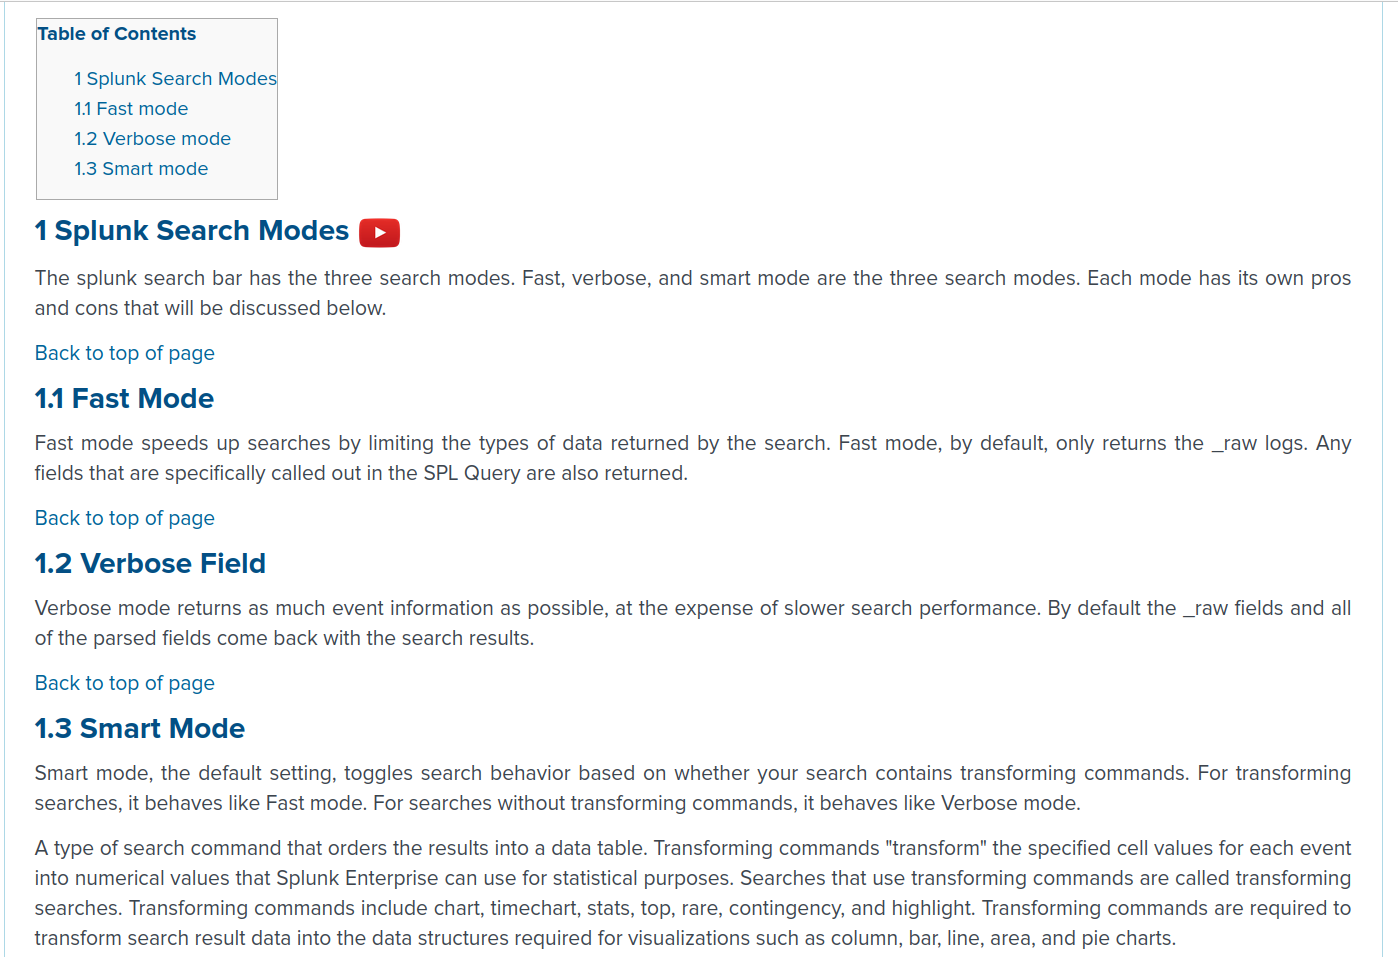 Table of Contents
1 Splunk Search Modes
1.1 Fast mode
1.2 Verbose mode
1.3 Smart mode
1 Splunk Search Modes
The splunk search bar has the three search modes. Fast, verbose, and smart mode are the three search modes. Each mode has its own pros
and cons that will be discussed below.
Back to top of page
1.1 Fast Mode
Fast mode speeds up searches by limiting the types of data returned by the search. Fast mode, by default, only returns the _raw logs. Any
fields that are specifically called out in the SPL Query are also returned.
Back to top of page
1.2 Verbose Field
Verbose mode returns as much event information as possible, at the expense of slower search performance. By default the _raw fields and all
of the parsed fields come back with the search results.
Back to top of page
1.3 Smart Mode
Smart mode, the default setting, toggles search behavior based on whether your search contains transforming commands. For transforming
searches, it behaves like Fast mode. For searches without transforming commands, it behaves like Verbose mode.
A type of search command that orders the results into a data table. Transforming commands "transform" the specified cell values for each event
into numerical values that Splunk Enterprise can use for statistical purposes. Searches that use transforming commands are called transforming
searches. Transforming commands include chart, timechart, stats, top, rare, contingency, and highlight. Transforming commands are required to
transform search result data into the data structures required for visualizations such as column, bar, line, area, and pie charts.